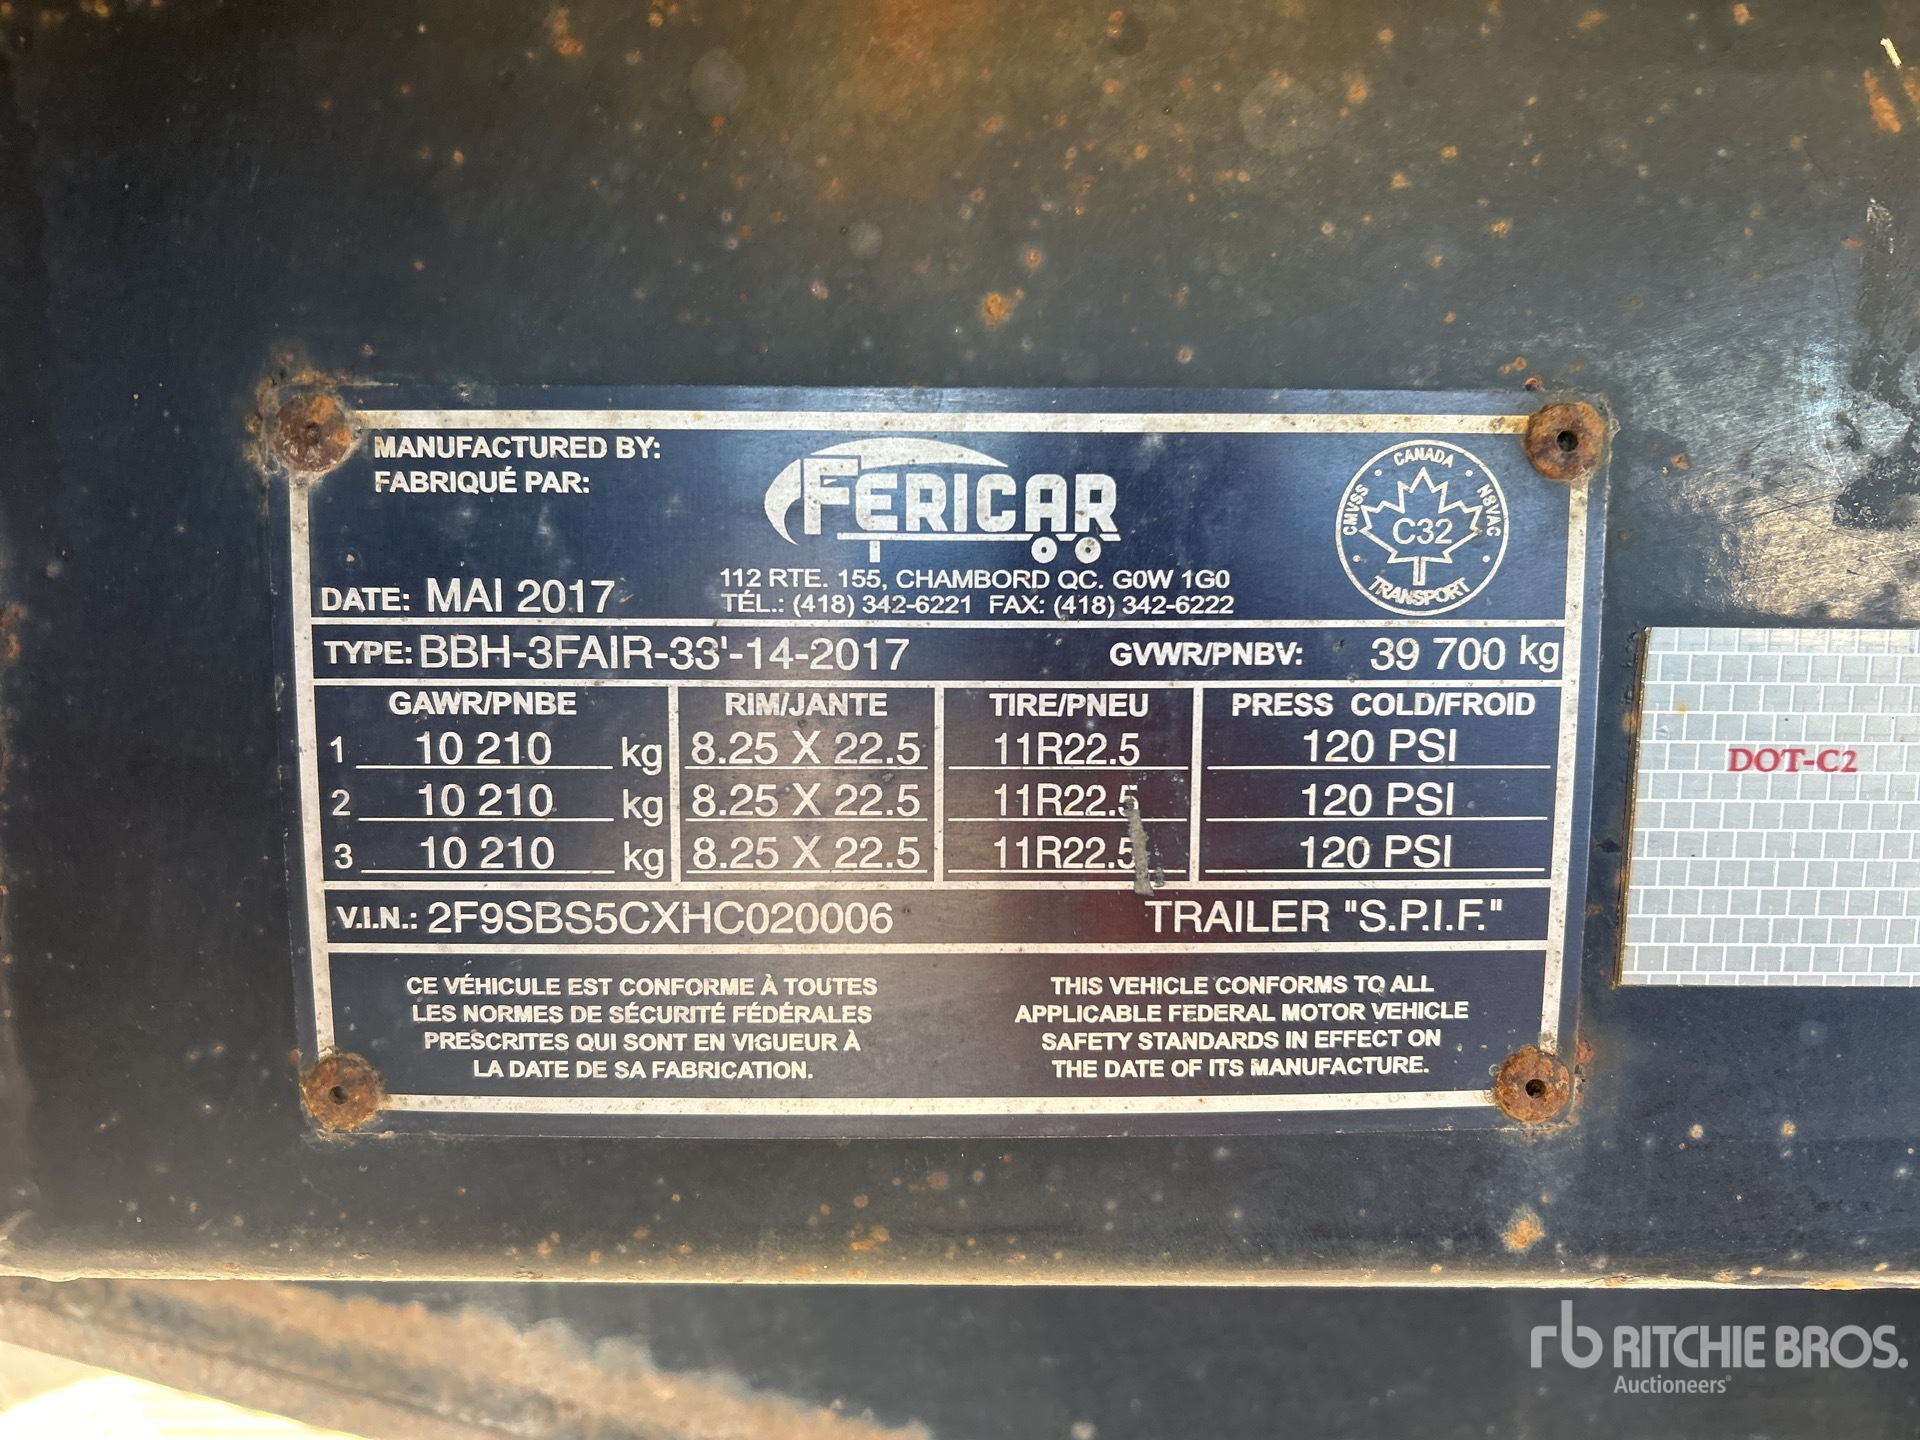 MANUFACTURED BY:
FABRIQUÉ PAR:
FERICAR
112 RTE. 155, CHAMBORD QC. G0W 1G0
TÉL.: (418) 342-6221 FAX: (418) 342-6222
DATE: MAI 2017
CANADA
CMVSS
NSVAC
C32
TRANSPORT
TYPE: BBH-3FAIR-33'-14-2017 GVWR/PNBV: 39 700 kg
GAWR/PNBE RIM/JANTE TIRE/PNEU PRESS COLD/FROID
1 10 210 kg 8.25 X 22.5 11R22.5 120 PSI
2 10 210 kg 8.25 X 22.5 11R22.5 120 PSI
3 10 210 kg 8.25 X 22.5 11R22.5 120 PSI
V.I.N.: 2F9SBS5CXHC020006 TRAILER "S.P.I.F."
CE VÉHICULE EST CONFORME À TOUTES
LES NORMES DE SÉCURITÉ FÉDÉRALES
PRESCRITES QUI SONT EN VIGUEUR À
LA DATE DE SA FABRICATION.
THIS VEHICLE CONFORMS TO ALL
APPLICABLE FEDERAL MOTOR VEHICLE
SAFETY STANDARDS IN EFFECT ON
THE DATE OF ITS MANUFACTURE.
DOT-C2
rb RITCHIE BROS.
Auctioneers